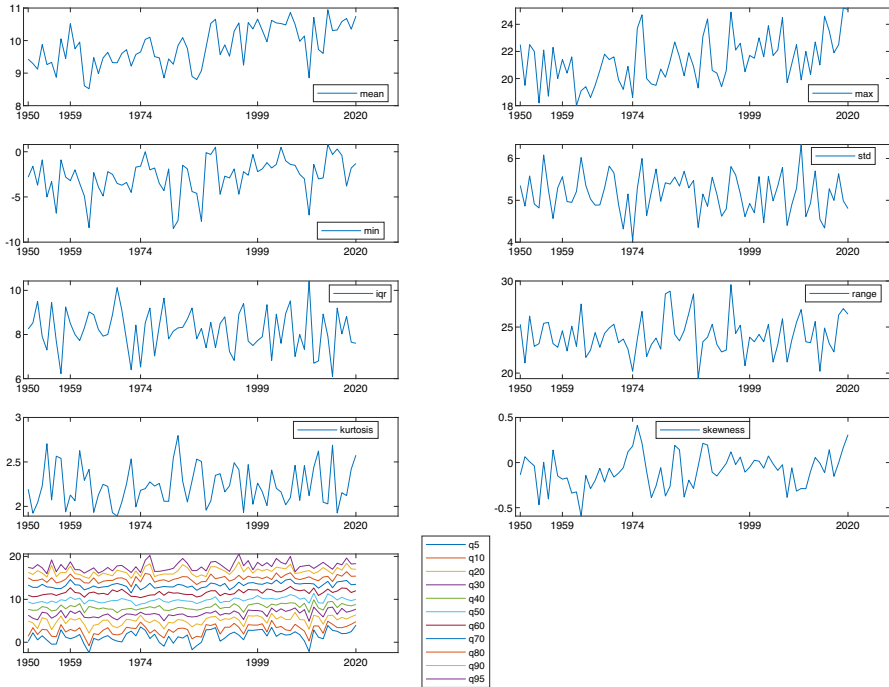 11
10
9
8
1950 1959 1974 1999 2020
mean
24
22
20
18
1950 1959 1974 1999 2020
max
0
-5
-10
1950 1959 1974 1999 2020
min
6
5
4
1950 1959 1974 1999 2020
std
10
8
6
1950 1959 1974 1999 2020
iqr
30
25
20
1950 1959 1974 1999 2020
range
3
2.5
2
1950 1959 1974 1999 2020
kurtosis
0.5
0
-0.5
1950 1959 1974 1999 2020
skewness
20
10
0
1950 1959 1974 1999 2020
q5
q10
q20
q30
q40
q50
q60
q70
q80
q90
q95